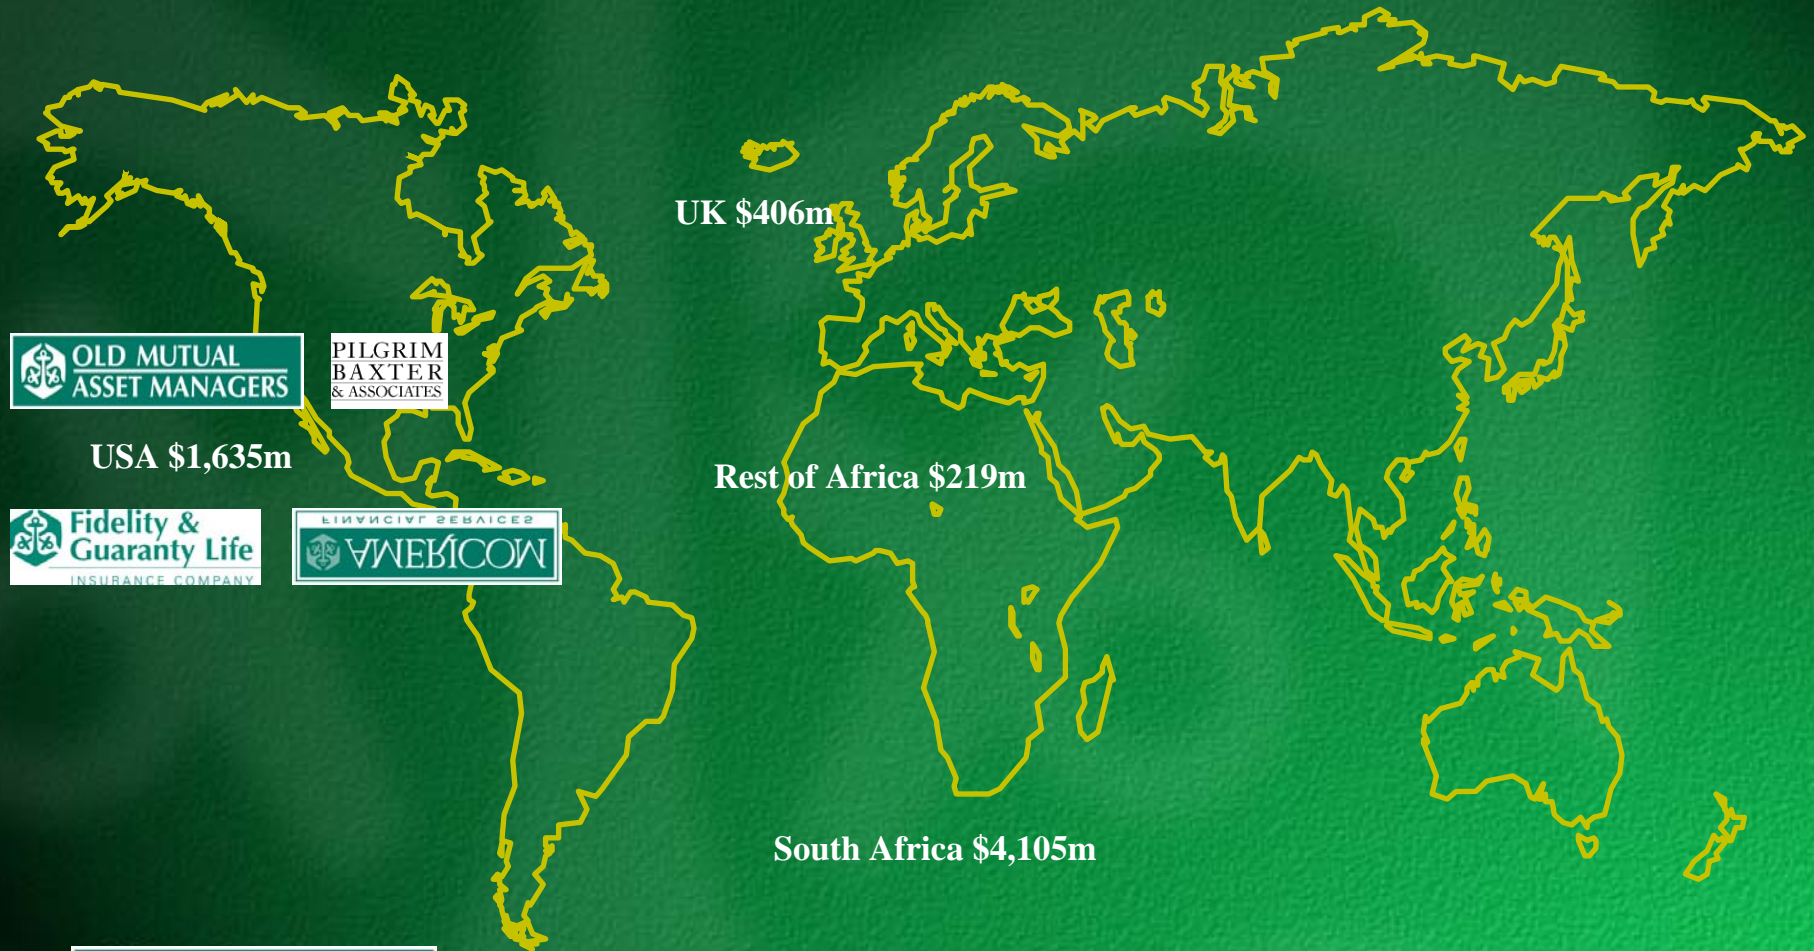 UK $406m
OLD MUTUAL
ASSET MANAGERS
PILGRIM
BAXTER
& ASSOCIATES
USA $1,635m
Rest of Africa $219m
Fidelity &
Guaranty Life
INSURANCE COMPANY
AMERICOM
FINANCIAL SERVICES
South Africa $4,105m